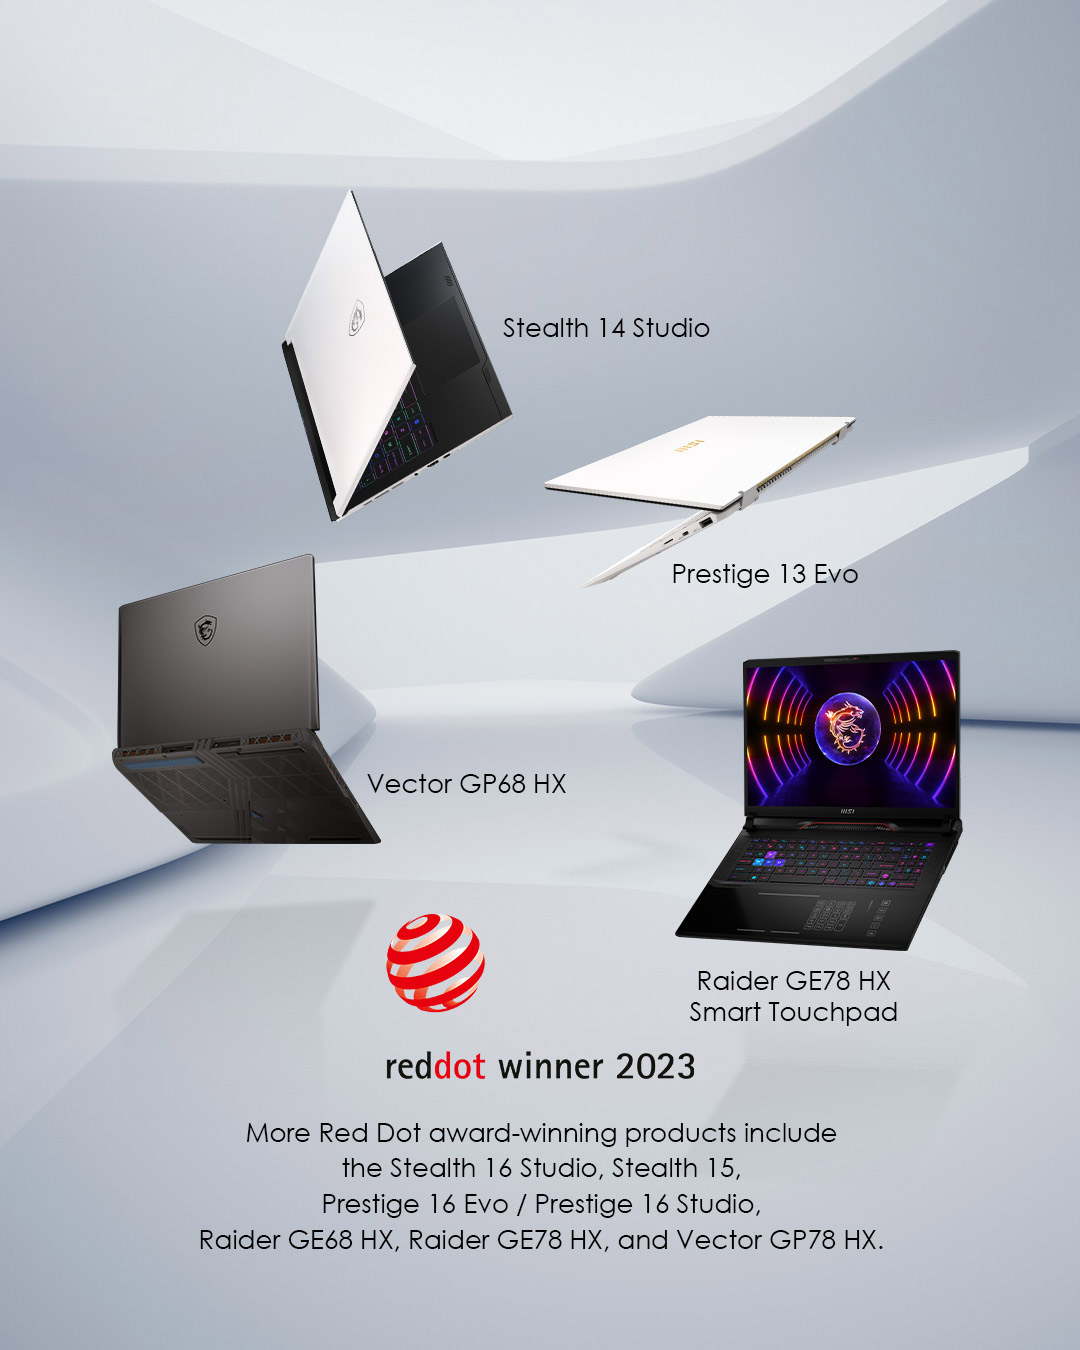 Stealth 14 Studio
msi
Prestige 13 Evo
Vector GP68 HX
msi
Raider GE78 HX
Smart Touchpad
reddot winner 2023
More Red Dot award-winning products include
the Stealth 16 Studio, Stealth 15,
Prestige 16 Evo / Prestige 16 Studio,
Raider GE68 HX, Raider GE78 HX, and Vector GP78 HX.